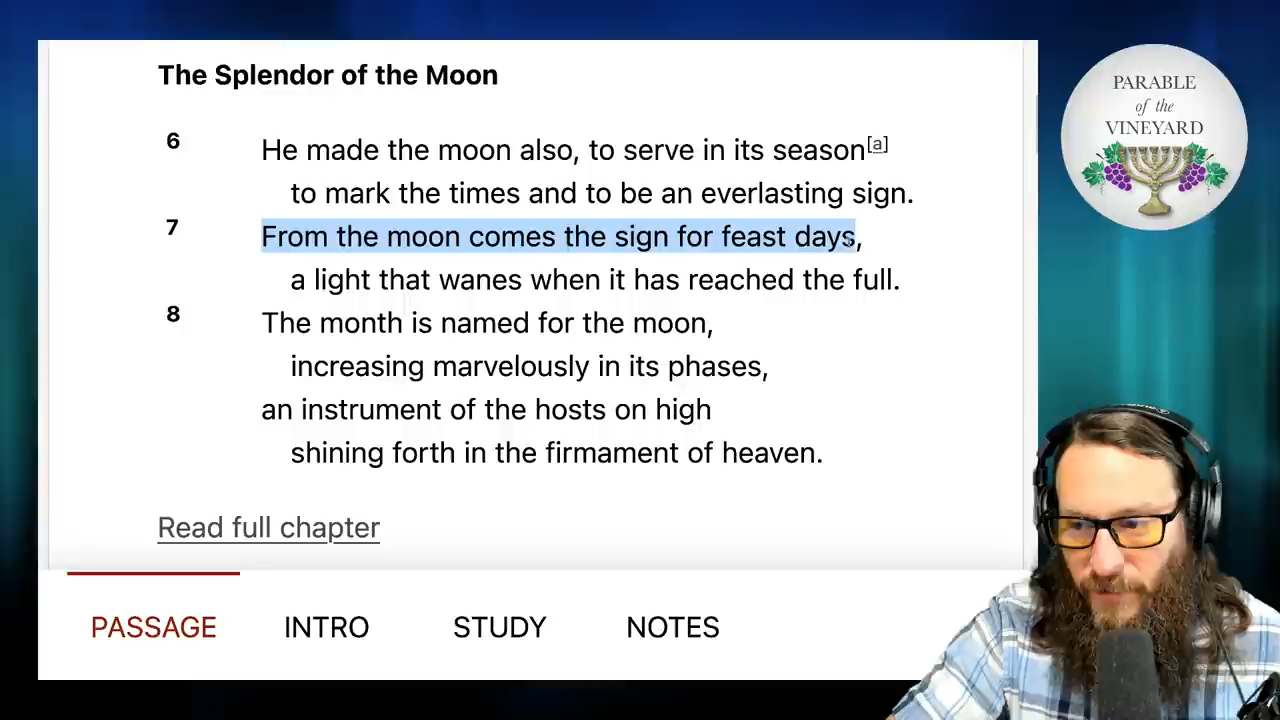 The Splendor of the Moon
6 He made the moon also, to serve in its season[a]
to mark the times and to be an everlasting sign.
7 From the moon comes the sign for feast days,
a light that wanes when it has reached the full.
8 The month is named for the moon,
increasing marvelously in its phases,
an instrument of the hosts on high
shining forth in the firmament of heaven.
Read full chapter
PASSAGE INTRO STUDY NOTES
PARABLE
of the
VINEYARD